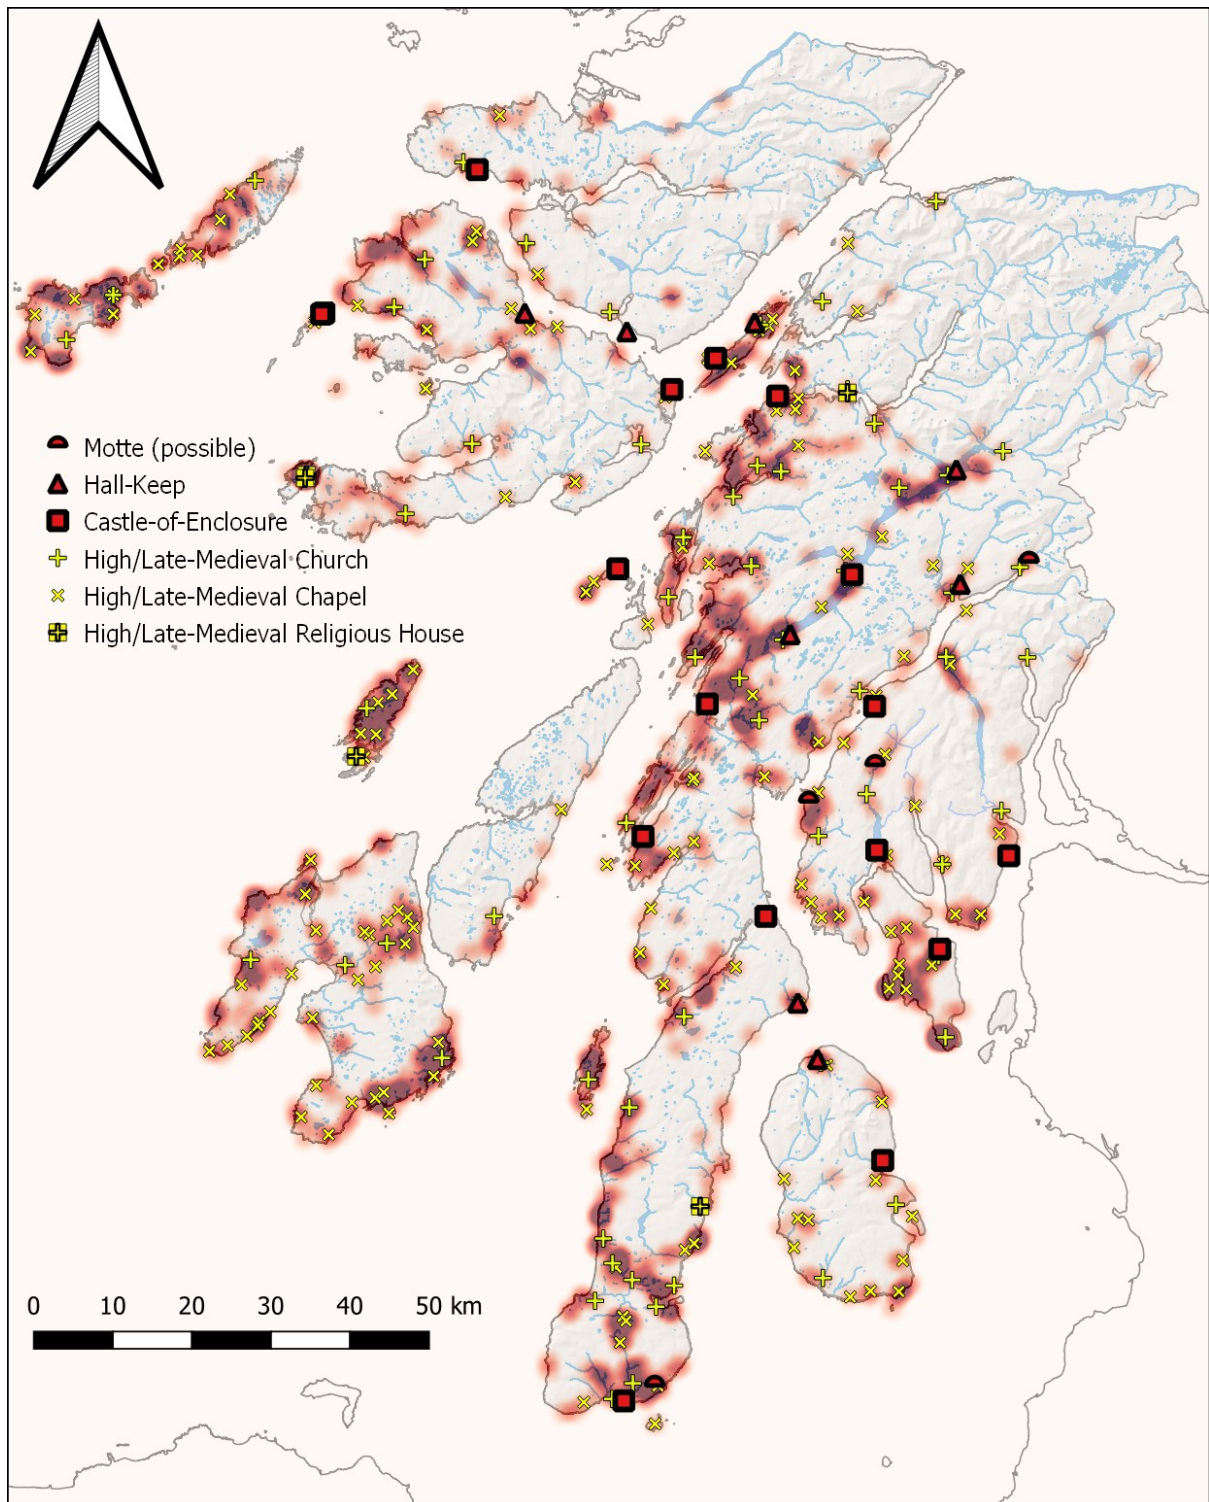 Motte (possible)
Hall-Keep
Castle-of-Enclosure
High/Late-Medieval Church
High/Late-Medieval Chapel
High/Late-Medieval Religious House
0 10 20 30 40 50 km